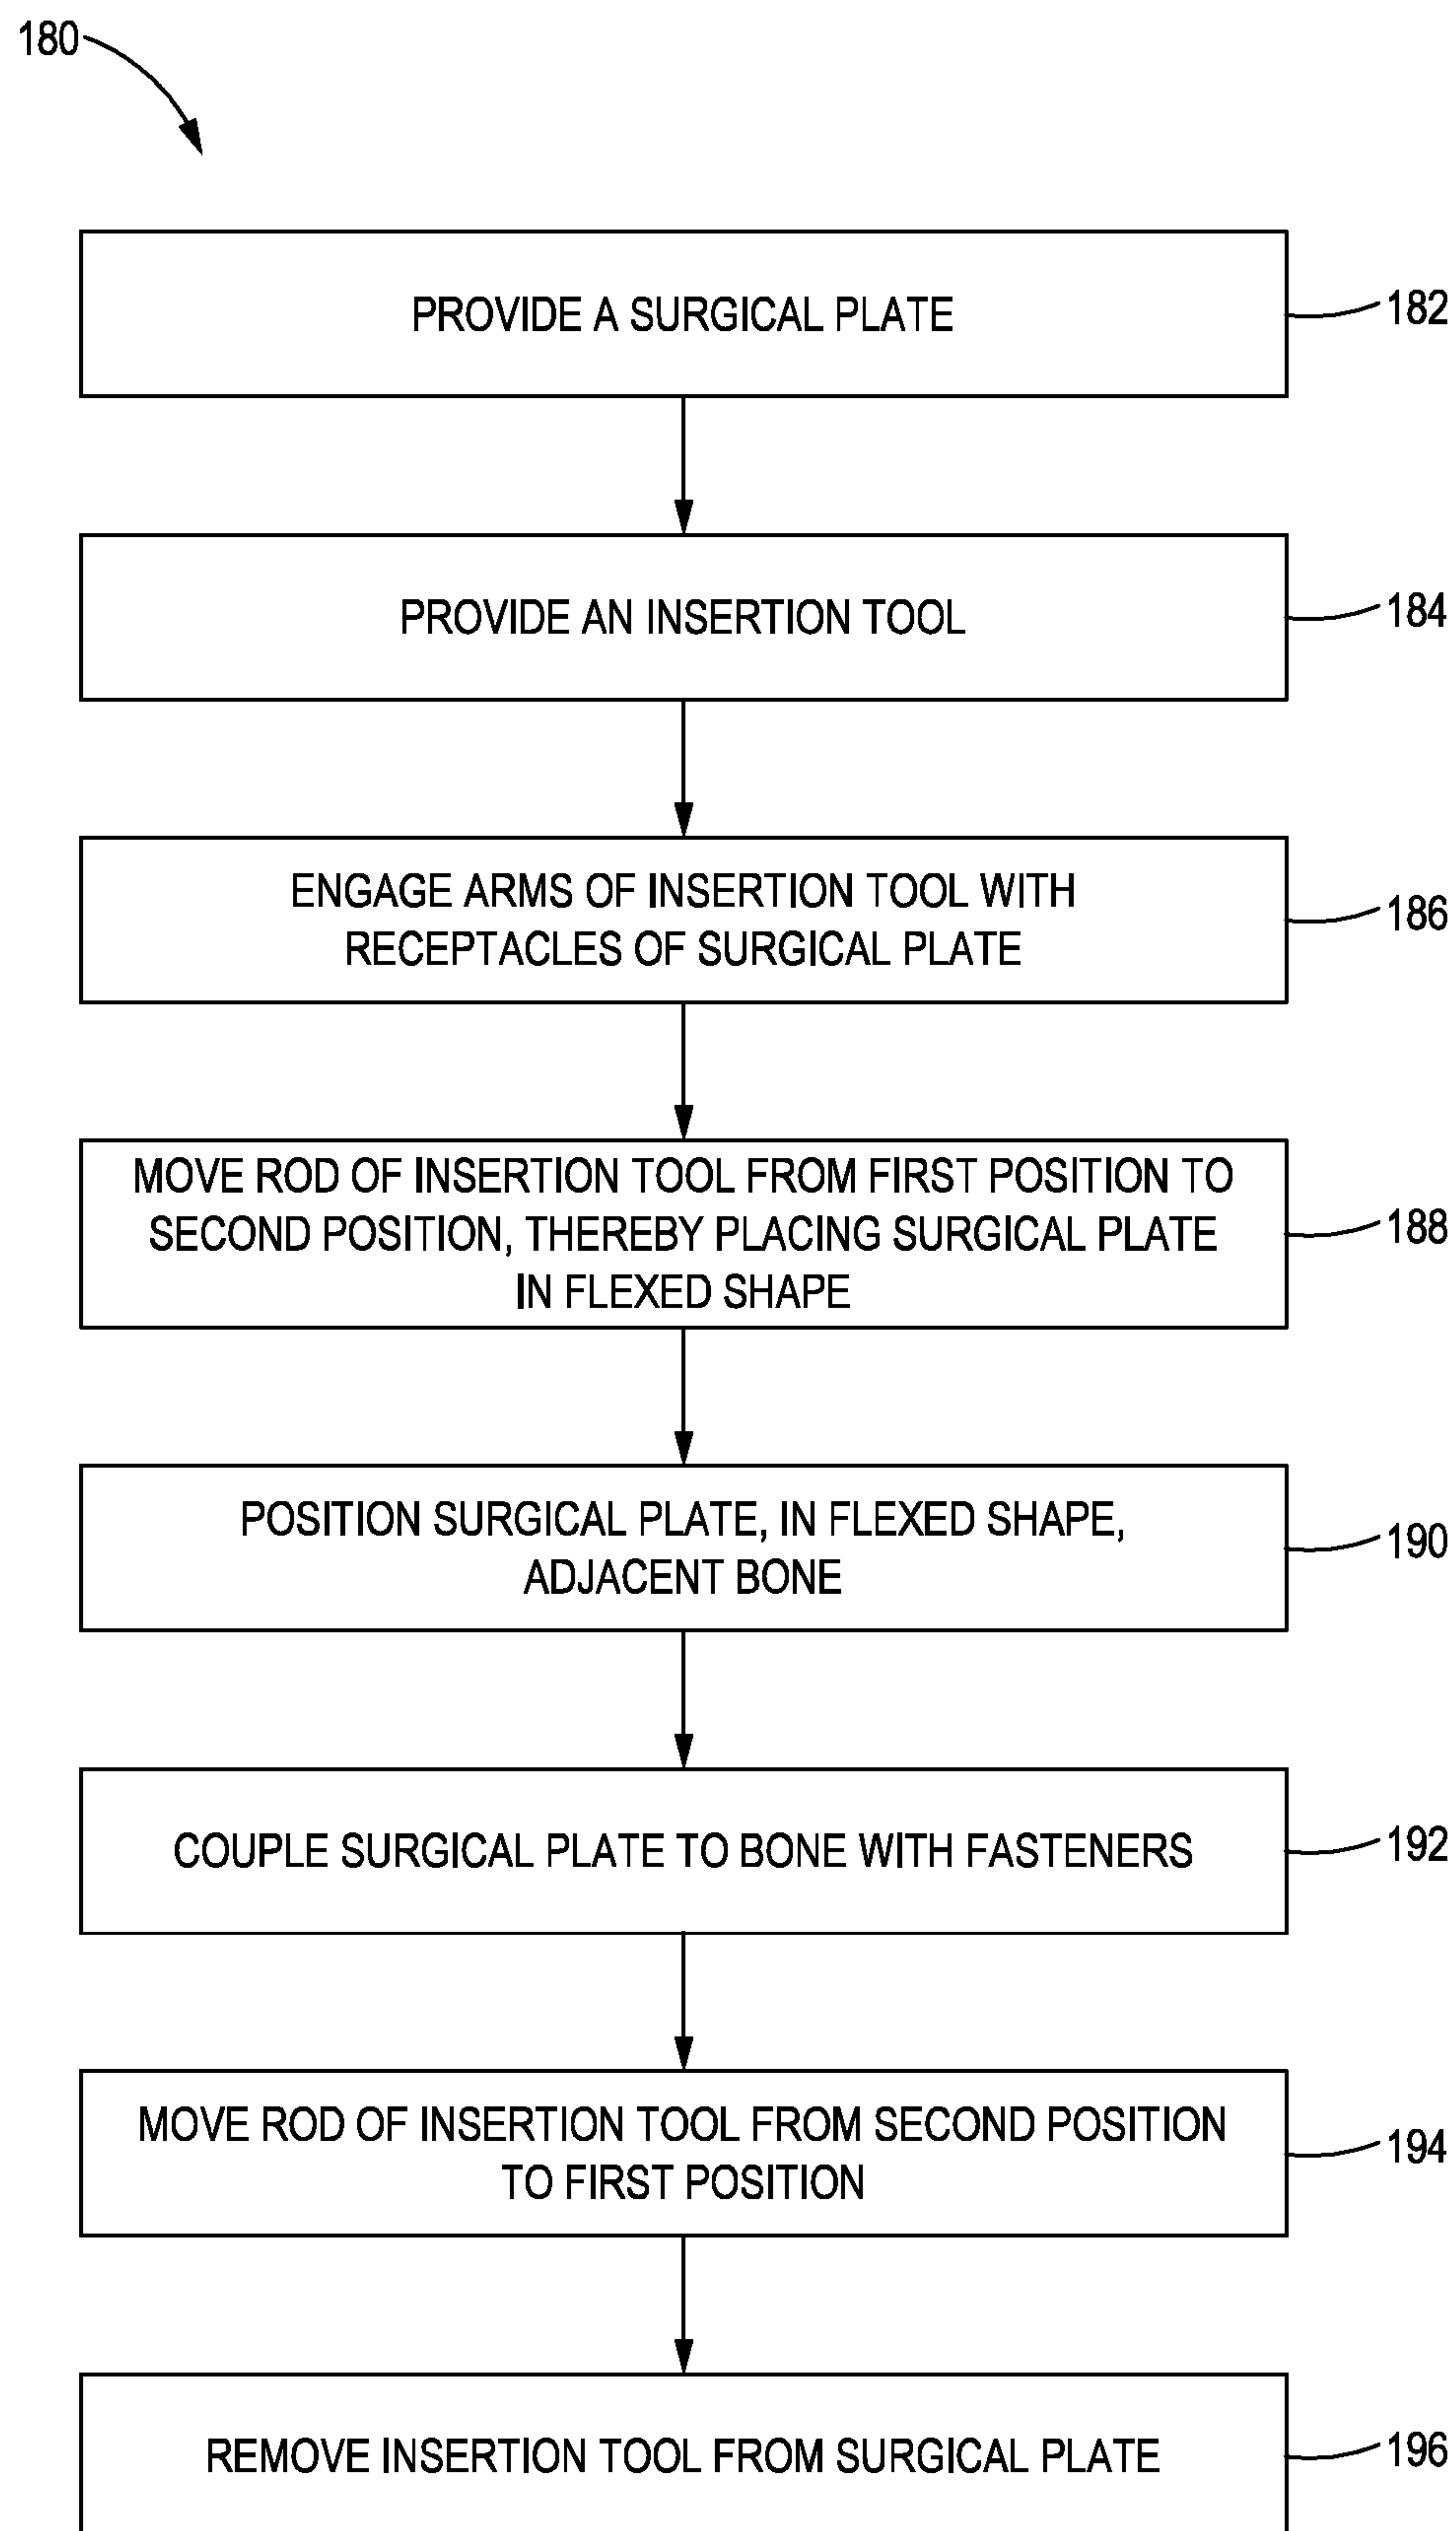 180
PROVIDE A SURGICAL PLATE
182
PROVIDE AN INSERTION TOOL
184
ENGAGE ARMS OF INSERTION TOOL WITH
RECEPTACLES OF SURGICAL PLATE
186
MOVE ROD OF INSERTION TOOL FROM FIRST POSITION TO
SECOND POSITION, THEREBY PLACING SURGICAL PLATE
IN FLEXED SHAPE
188
POSITION SURGICAL PLATE, IN FLEXED SHAPE,
ADJACENT BONE
190
COUPLE SURGICAL PLATE TO BONE WITH FASTENERS
192
MOVE ROD OF INSERTION TOOL FROM SECOND POSITION
TO FIRST POSITION
194
REMOVE INSERTION TOOL FROM SURGICAL PLATE
196